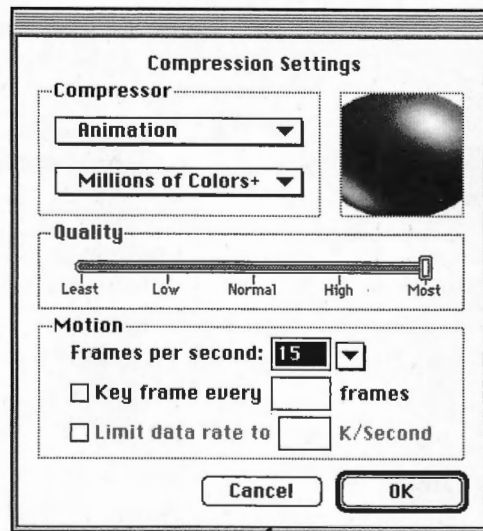 Compression Settings
Compressor
Animation
Millions of Colors+
Quality
Least Low Normal High Most
Motion
Frames per second: 15
Key frame every frames
Limit data rate to K/Second
Cancel OK